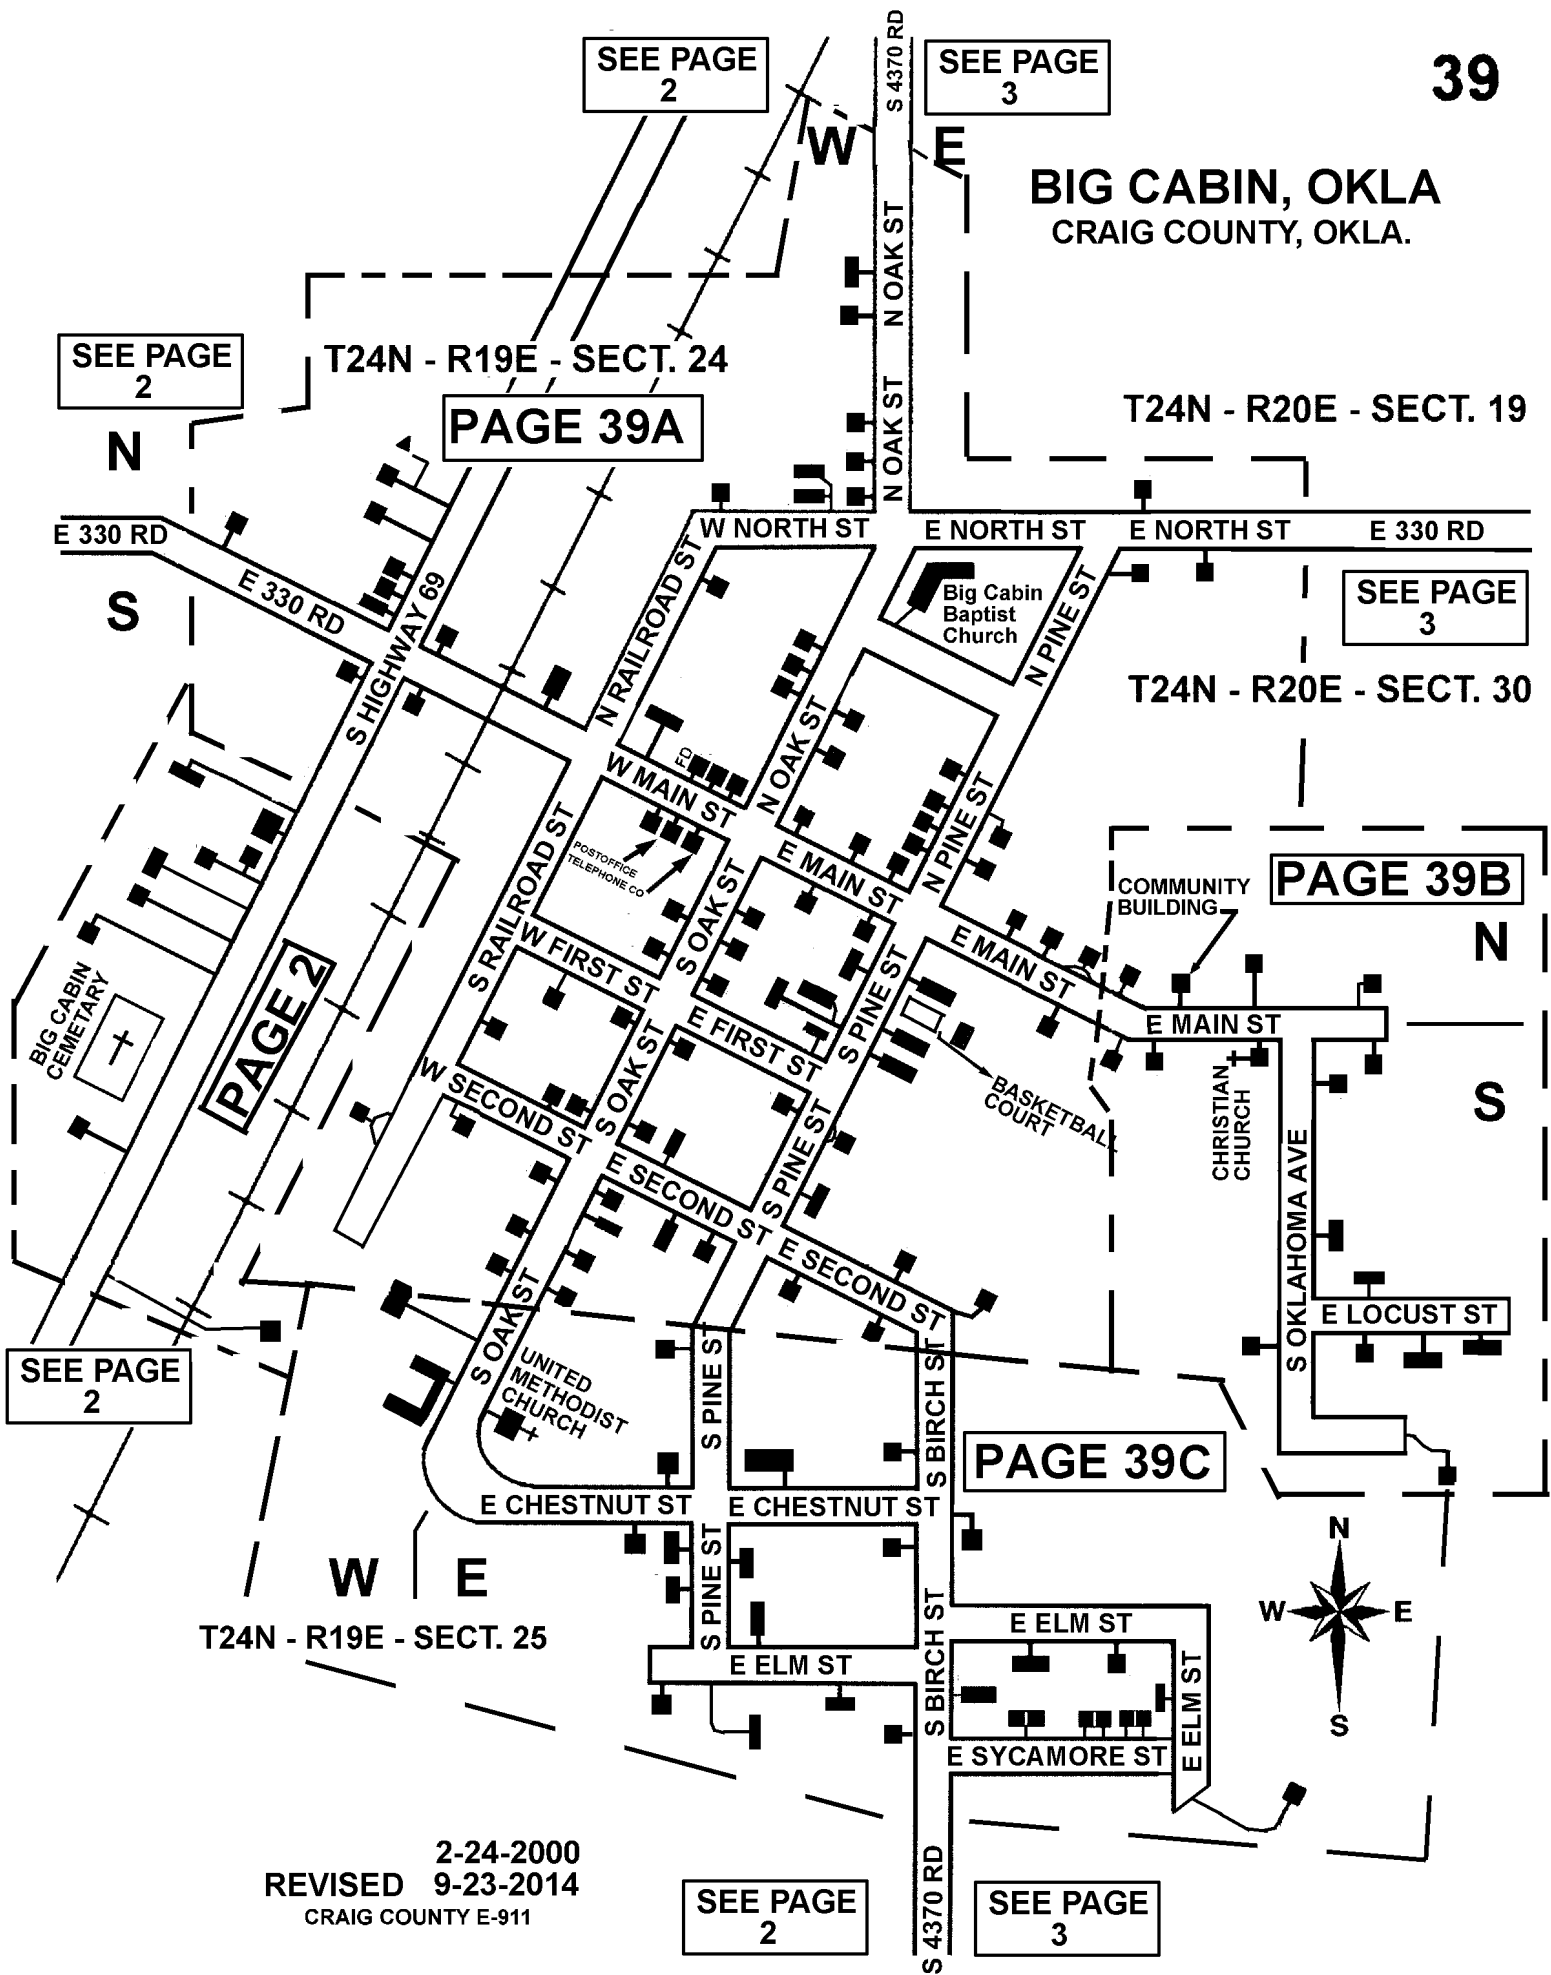 SEE PAGE
2
S 4370 RD
SEE PAGE
3
39
W
E
BIG CABIN, OKLA
CRAIG COUNTY, OKLA.
N OAK ST
SEE PAGE
2
T24N - R19E - SECT. 24
N OAK ST
T24N - R20E - SECT. 19
PAGE 39A
N
E 330 RD
W NORTH ST
E NORTH ST
E NORTH ST
E 330 RD
E 330 RD
S
S HIGHWAY 69
N RAILROAD ST
Big Cabin
Baptist
Church
N PINE ST
SEE PAGE
3
T24N - R20E - SECT. 30
FD
W MAIN ST
N OAK ST
N PINE ST
S RAILROAD ST
POSTOFFICE
TELEPHONE CO
E MAIN ST
S OAK ST
PAGE 39B
COMMUNITY
BUILDING
N
W FIRST ST
E MAIN ST
S PINE ST
E MAIN ST
BIG CABIN
CEMETARY
PAGE 2
E FIRST ST
S OAK ST
W SECOND ST
BASKETBALL
COURT
CHRISTIAN
CHURCH
S
S PINE ST
E SECOND ST
S OKLAHOMA AVE
E SECOND ST
E LOCUST ST
S OAK ST
SEE PAGE
2
UNITED
METHODIST
CHURCH
S PINE ST
S BIRCH ST
S BIRCH ST
PAGE 39C
E CHESTNUT ST
E CHESTNUT ST
W
E
S PINE ST
N
W
E
S
T24N - R19E - SECT. 25
E ELM ST
E ELM ST
S BIRCH ST
E ELM ST
E SYCAMORE ST
2-24-2000
REVISED 9-23-2014
CRAIG COUNTY E-911
SEE PAGE
2
S 4370 RD
SEE PAGE
3